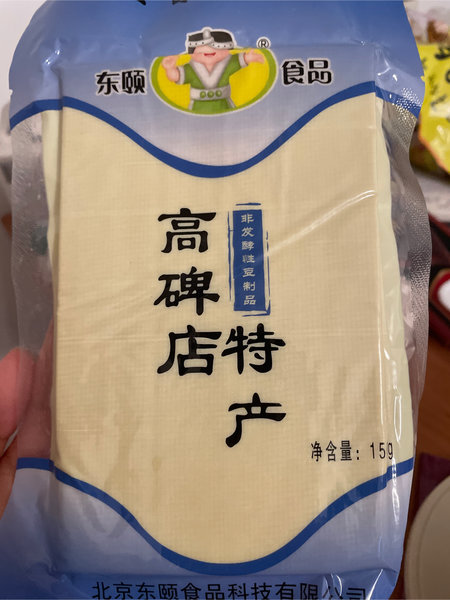 东颐 ® 食品
高碑店
非发酵性豆制品
特产
净含量：15
北京东颐食品科技有限公司